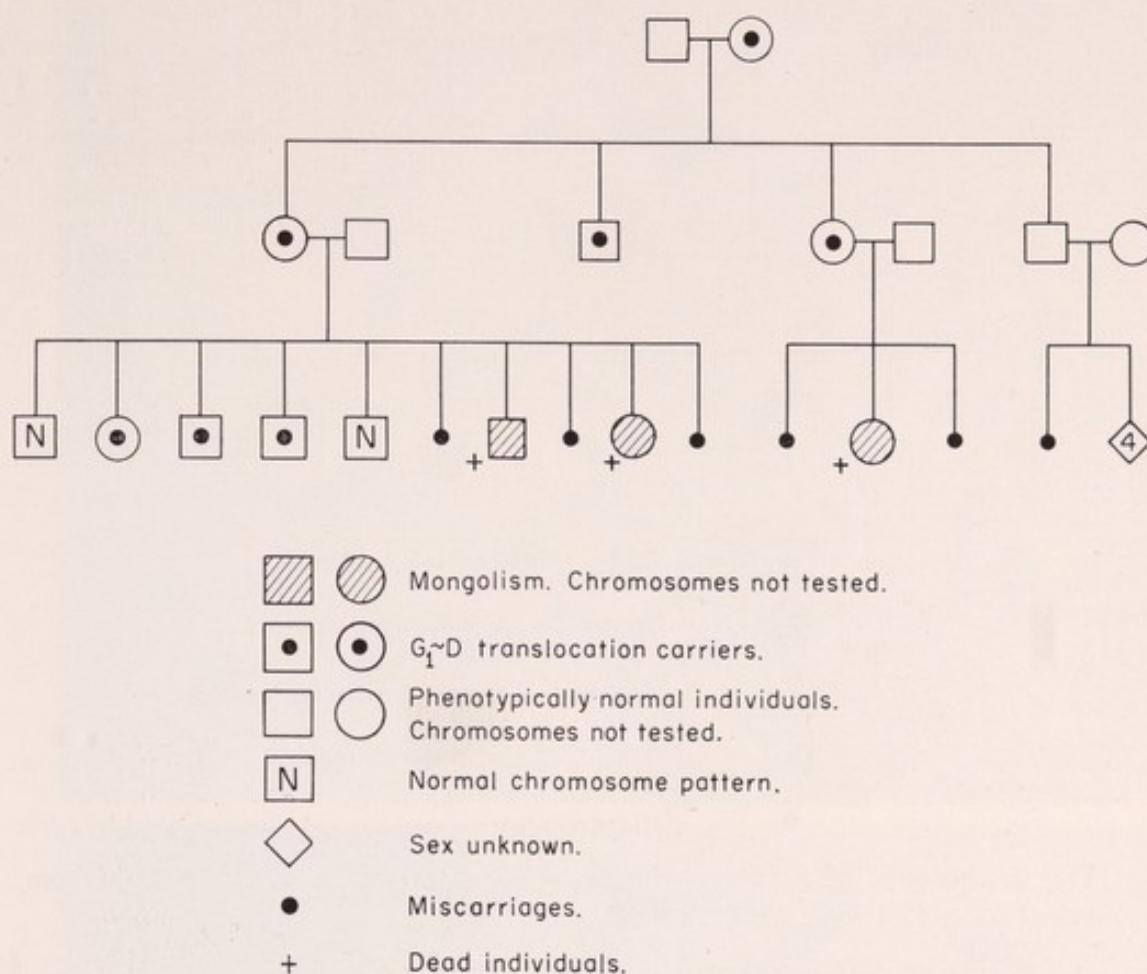 N
N
4
+
+
+
Mongolism. Chromosomes not tested.
G₁~D translocation carriers.
Phenotypically normal individuals.
Chromosomes not tested.
N Normal chromosome pattern.
Sex unknown.
Miscarriages.
+ Dead individuals.